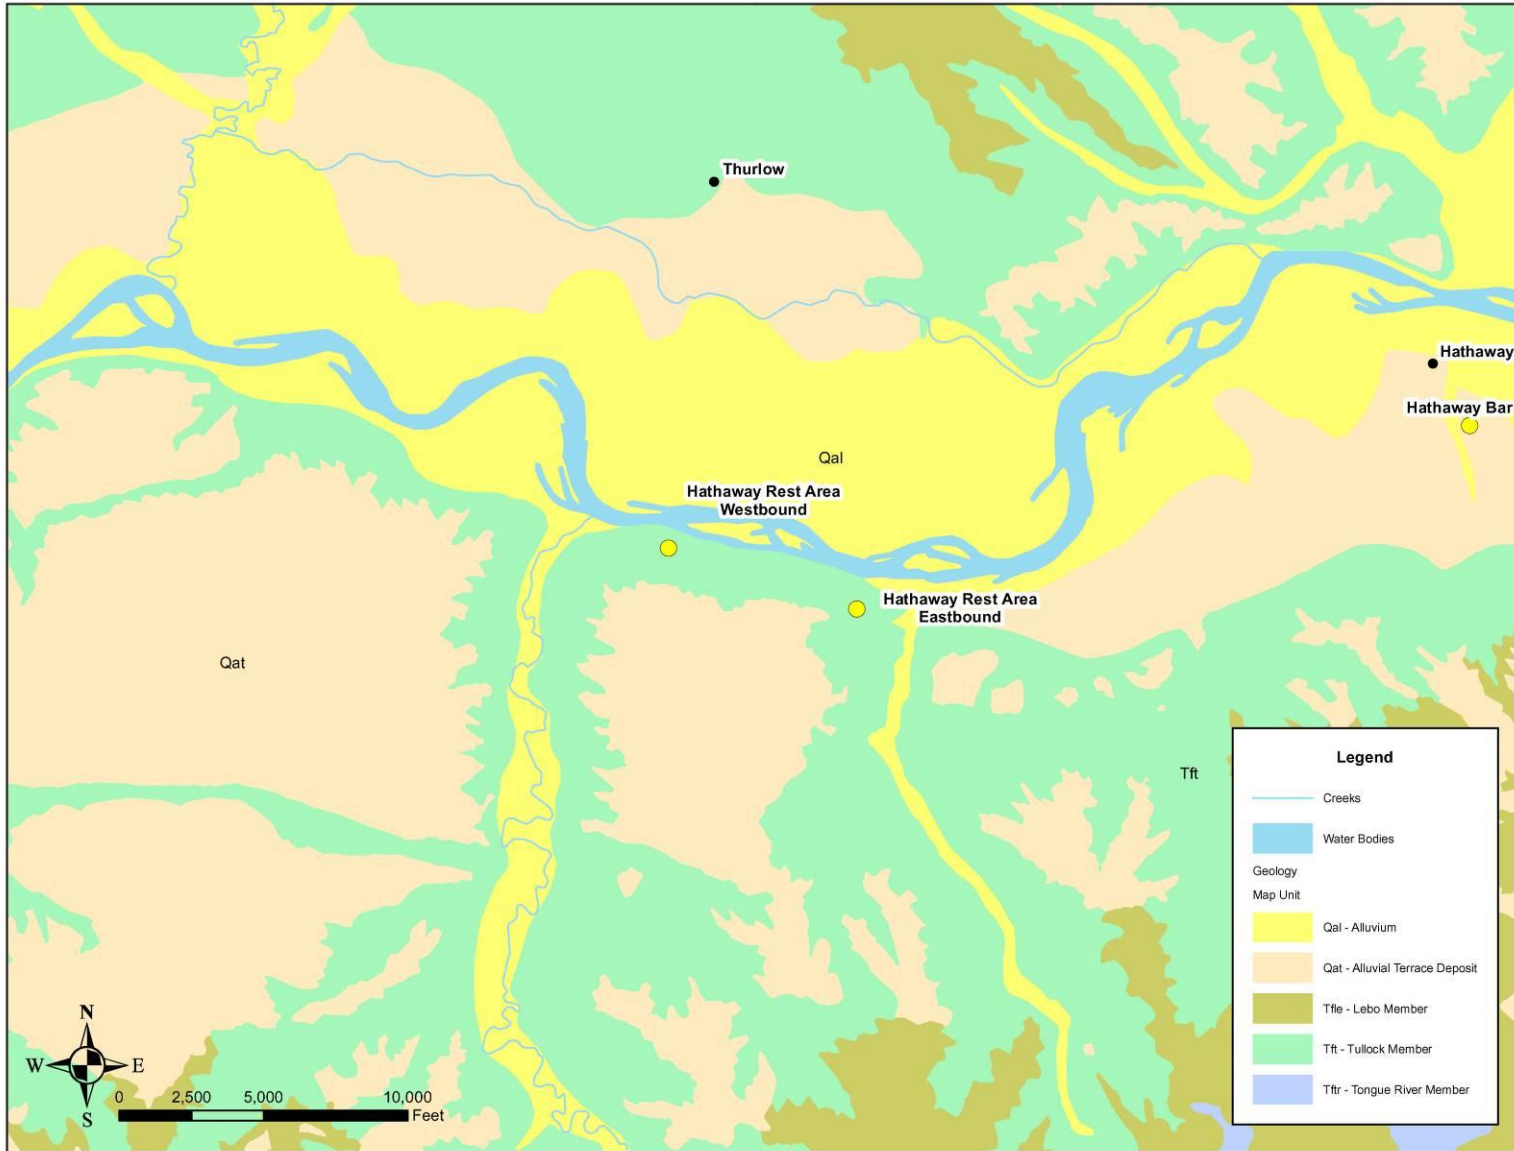 Thurlow
Hathaway
Hathaway Bar
Qal
Hathaway Rest Area
Westbound
Hathaway Rest Area
Eastbound
Qat
Tft
Legend
Creeks
Water Bodies
Geology
Map Unit
Qal - Alluvium
Qat - Alluvial Terrace Deposit
Tfle - Lebo Member
Tft - Tullock Member
Tftr - Tongue River Member
N
W E
S
0 2,500 5,000 10,000
Feet